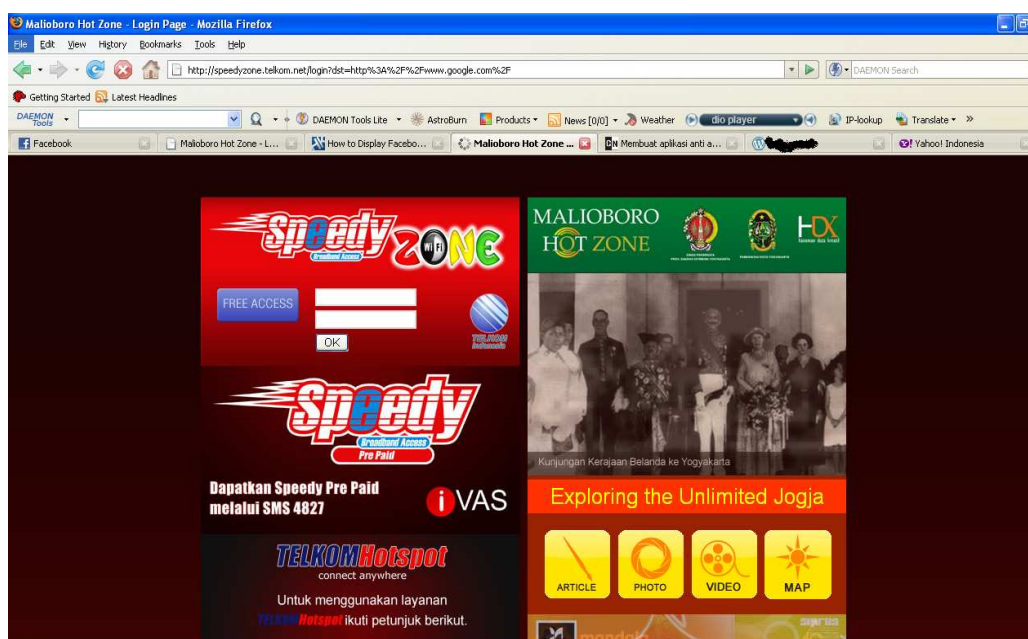 Malioboro Hot Zone - Login Page - Mozilla Firefox
File Edit View History Bookmarks Tools Help
http://speedyzone.telkom.net/login?dst=http%3A%2F%2Fwww.google.com%2F
DAEMON Search
Getting Started Latest Headlines
DAEMON Tools
DAEMON Tools Lite AstroBurn Products News [0/0] Weather dio player IP-lookup Translate »
Facebook Malioboro Hot Zone - L... How to Display Facebo... Malioboro Hot Zone ... Membuat aplikasi anti a... Yahoo! Indonesia
Speedy
Broadband Access
WiFi
ZONE
FREE ACCESS
OK
TELKOM
Indonesia
Speedy
Broadband Access
Pre Paid
Dapatkan Speedy Pre Paid
melalui SMS 4827
i VAS
TELKOMHotspot
connect anywhere
Untuk menggunakan layanan
TELKOMHotspot ikuti petunjuk berikut.
MALIOBORO
HOT ZONE
HDX
Kunjungan Kerajaan Belanda ke Yogyakarta
Exploring the Unlimited Jogja
ARTICLE PHOTO VIDEO MAP
mandala